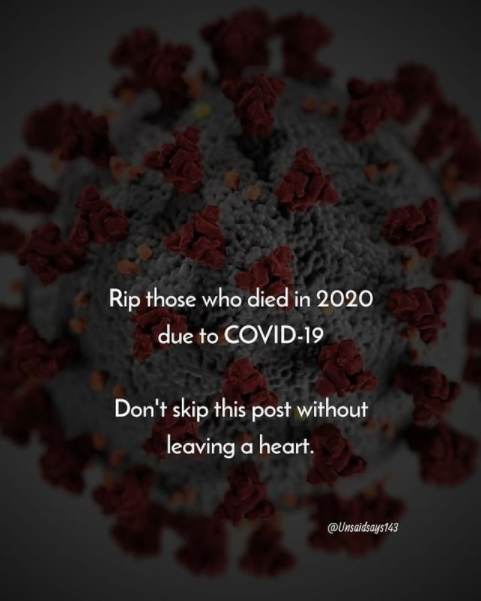 Rip those who died in 2020
due to COVID-19
Don't skip this post without
leaving a heart.
@Unsaidsays143